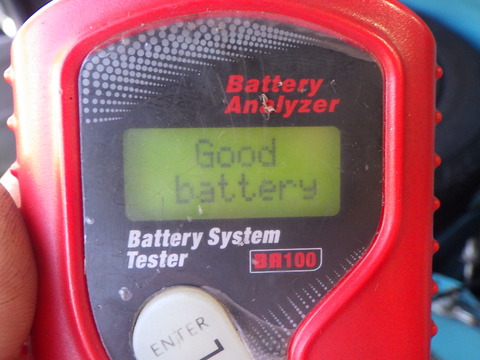 Battery
Analyzer
Good
battery
Battery System
Tester
BA100
ENTER